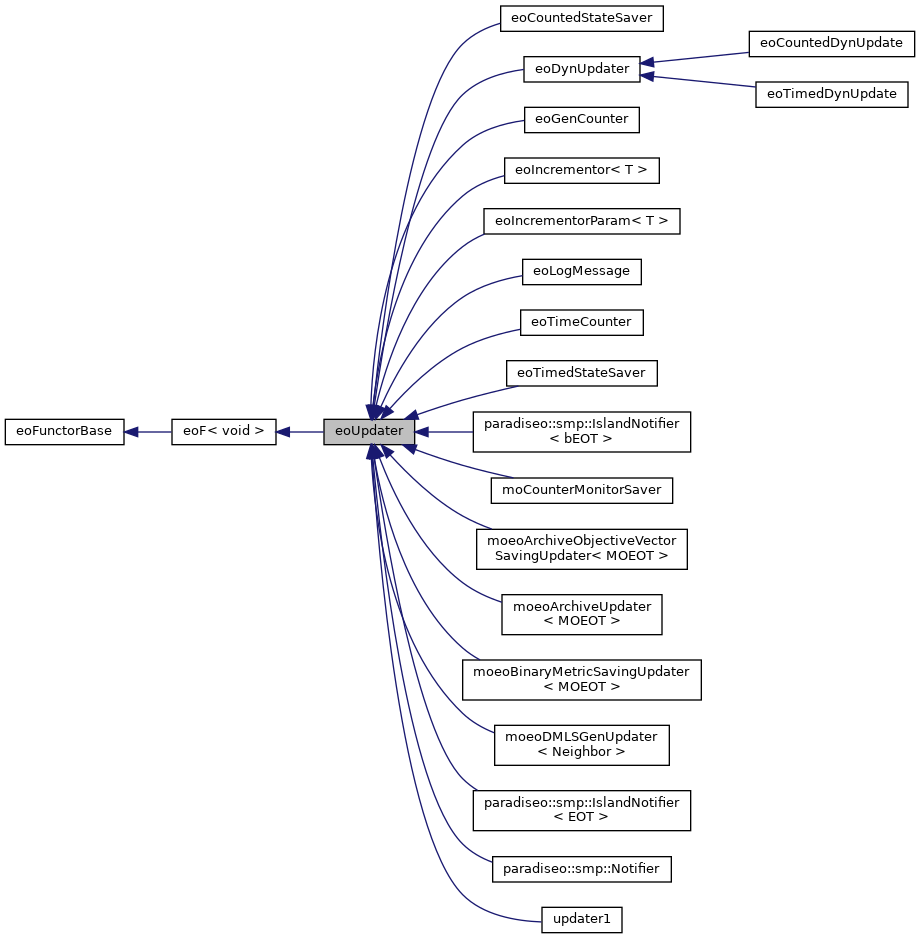 eoCountedStateSaver
eoCountedDynUpdate
eoDynUpdater
eoTimedDynUpdate
eoGenCounter
eoIncrementor< T >
eoIncrementorParam< T >
eoLogMessage
eoTimeCounter
eoTimedStateSaver
eoFunctorBase
eoF< void >
eoUpdater
paradiseo::smp::IslandNotifier
< bEOT >
moCounterMonitorSaver
moeoArchiveObjectiveVector
SavingUpdater< MOEOT >
moeoArchiveUpdater
< MOEOT >
moeoBinaryMetricSavingUpdater
< MOEOT >
moeoDMLSGenUpdater
< Neighbor >
paradiseo::smp::IslandNotifier
< EOT >
paradiseo::smp::Notifier
updater1